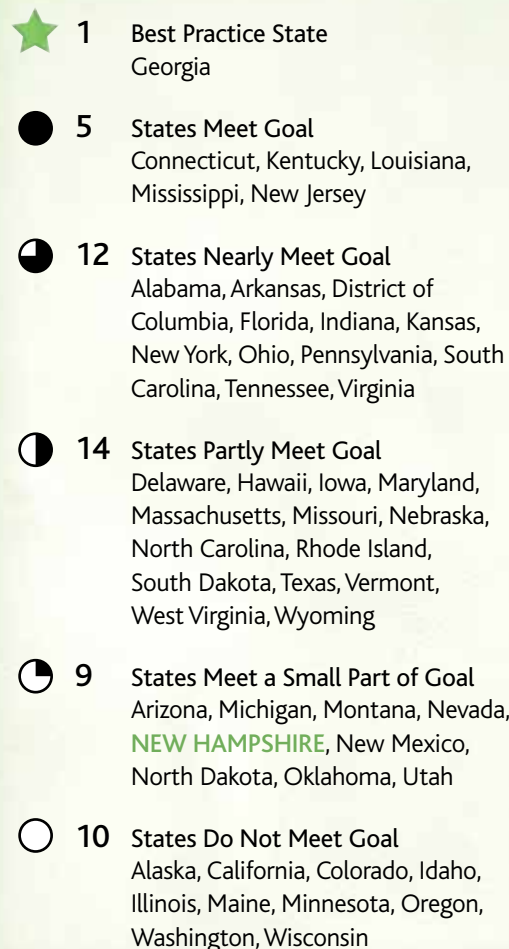 1 Best Practice State
Georgia
5 States Meet Goal
Connecticut, Kentucky, Louisiana,
Mississippi, New Jersey
12 States Nearly Meet Goal
Alabama, Arkansas, District of
Columbia, Florida, Indiana, Kansas,
New York, Ohio, Pennsylvania, South
Carolina, Tennessee, Virginia
14 States Partly Meet Goal
Delaware, Hawaii, Iowa, Maryland,
Massachusetts, Missouri, Nebraska,
North Carolina, Rhode Island,
South Dakota, Texas, Vermont,
West Virginia, Wyoming
9 States Meet a Small Part of Goal
Arizona, Michigan, Montana, Nevada,
NEW HAMPSHIRE, New Mexico,
North Dakota, Oklahoma, Utah
10 States Do Not Meet Goal
Alaska, California, Colorado, Idaho,
Illinois, Maine, Minnesota, Oregon,
Washington, Wisconsin